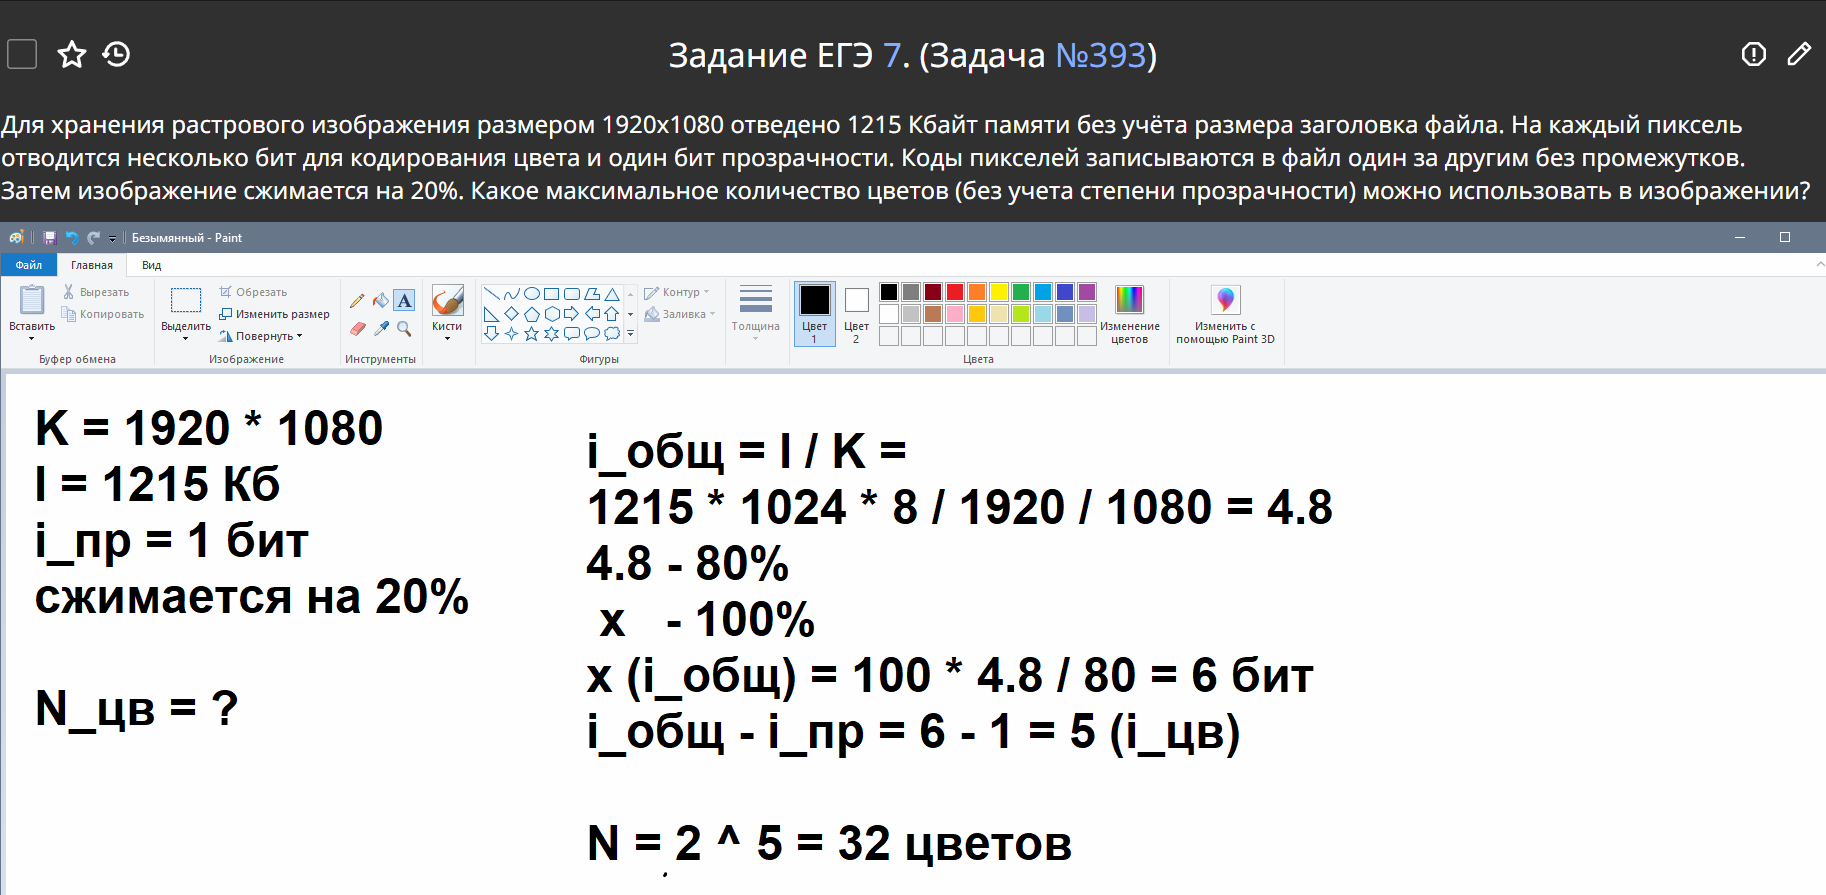 Задание ЕГЭ 7. (Задача №393)
Для хранения растрового изображения размером 1920x1080 отведено 1215 Кбайт памяти без учёта размера заголовка файла. На каждый пиксель
отводится несколько бит для кодирования цвета и один бит прозрачности. Коды пикселей записываются в файл один за другим без промежутков.
Затем изображение сжимается на 20%. Какое максимальное количество цветов (без учета степени прозрачности) можно использовать в изображении?
Безымянный - Paint
Файл Главная Вид
Вставить
Вырезать
Копировать
Буфер обмена
Выделить
Обрезать
Изменить размер
Повернуть
Изображение
A
Инструменты
Кисти
Контур
Заливка
Фигуры
Толщина
Цвет
1
Цвет
2
Изменение
цветов
Цвета
Изменить с
помощью Paint 3D
K = 1920 * 1080
I = 1215 Кб
i_пр = 1 бит
сжимается на 20%
N_цв = ?
i_общ = I / K =
1215 * 1024 * 8 / 1920 / 1080 = 4.8
4.8 - 80%
x - 100%
x (i_общ) = 100 * 4.8 / 80 = 6 бит
i_общ - i_пр = 6 - 1 = 5 (i_цв)
N = 2 ^ 5 = 32 цветов